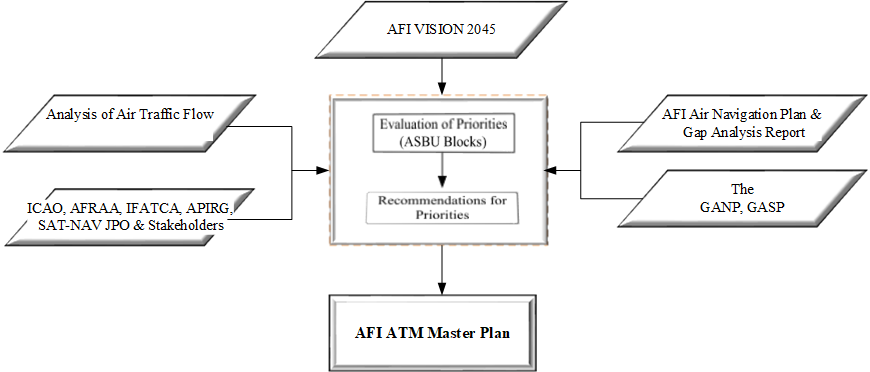 AFI VISION 2045
Analysis of Air Traffic Flow
ICAO, AFRAA, IFATCA, APIRG,
SAT-NAV JPO & Stakeholders
Evaluation of Priorities
(ASBU Blocks)
Recommendations for
Priorities
AFI Air Navigation Plan &
Gap Analysis Report
The
GANP, GASP
AFI ATM Master Plan